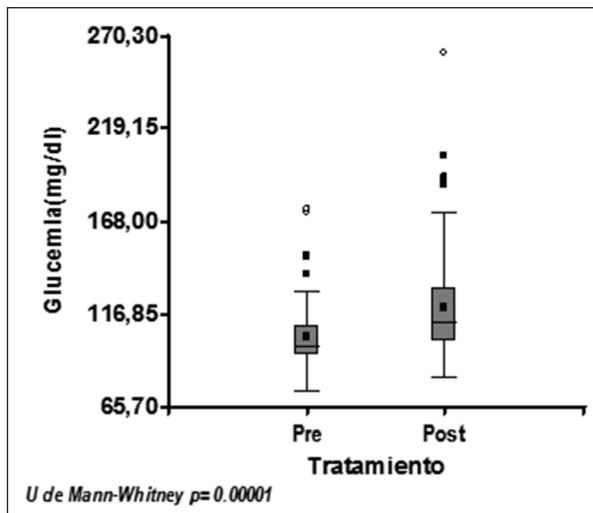 270,30
219,15
168,00
116,85
65,70
Glucemia(mg/dl)
Pre Post
Tratamiento
U de Mann-Whitney p=0.00001